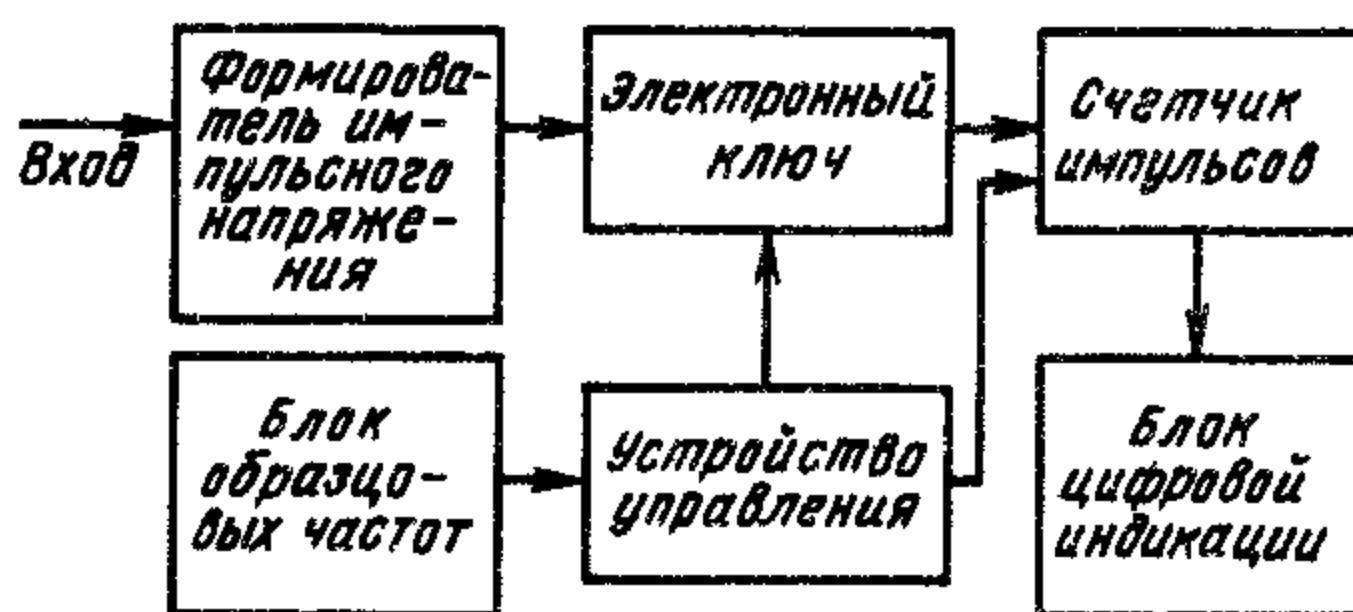 Вход
Формирова-
тель им-
пульсного
напряже-
ния
Электронный
ключ
Счетчик
импульсов
Блок
образцо-
вых частот
Устройство
управления
Блок
цифровой
индикации